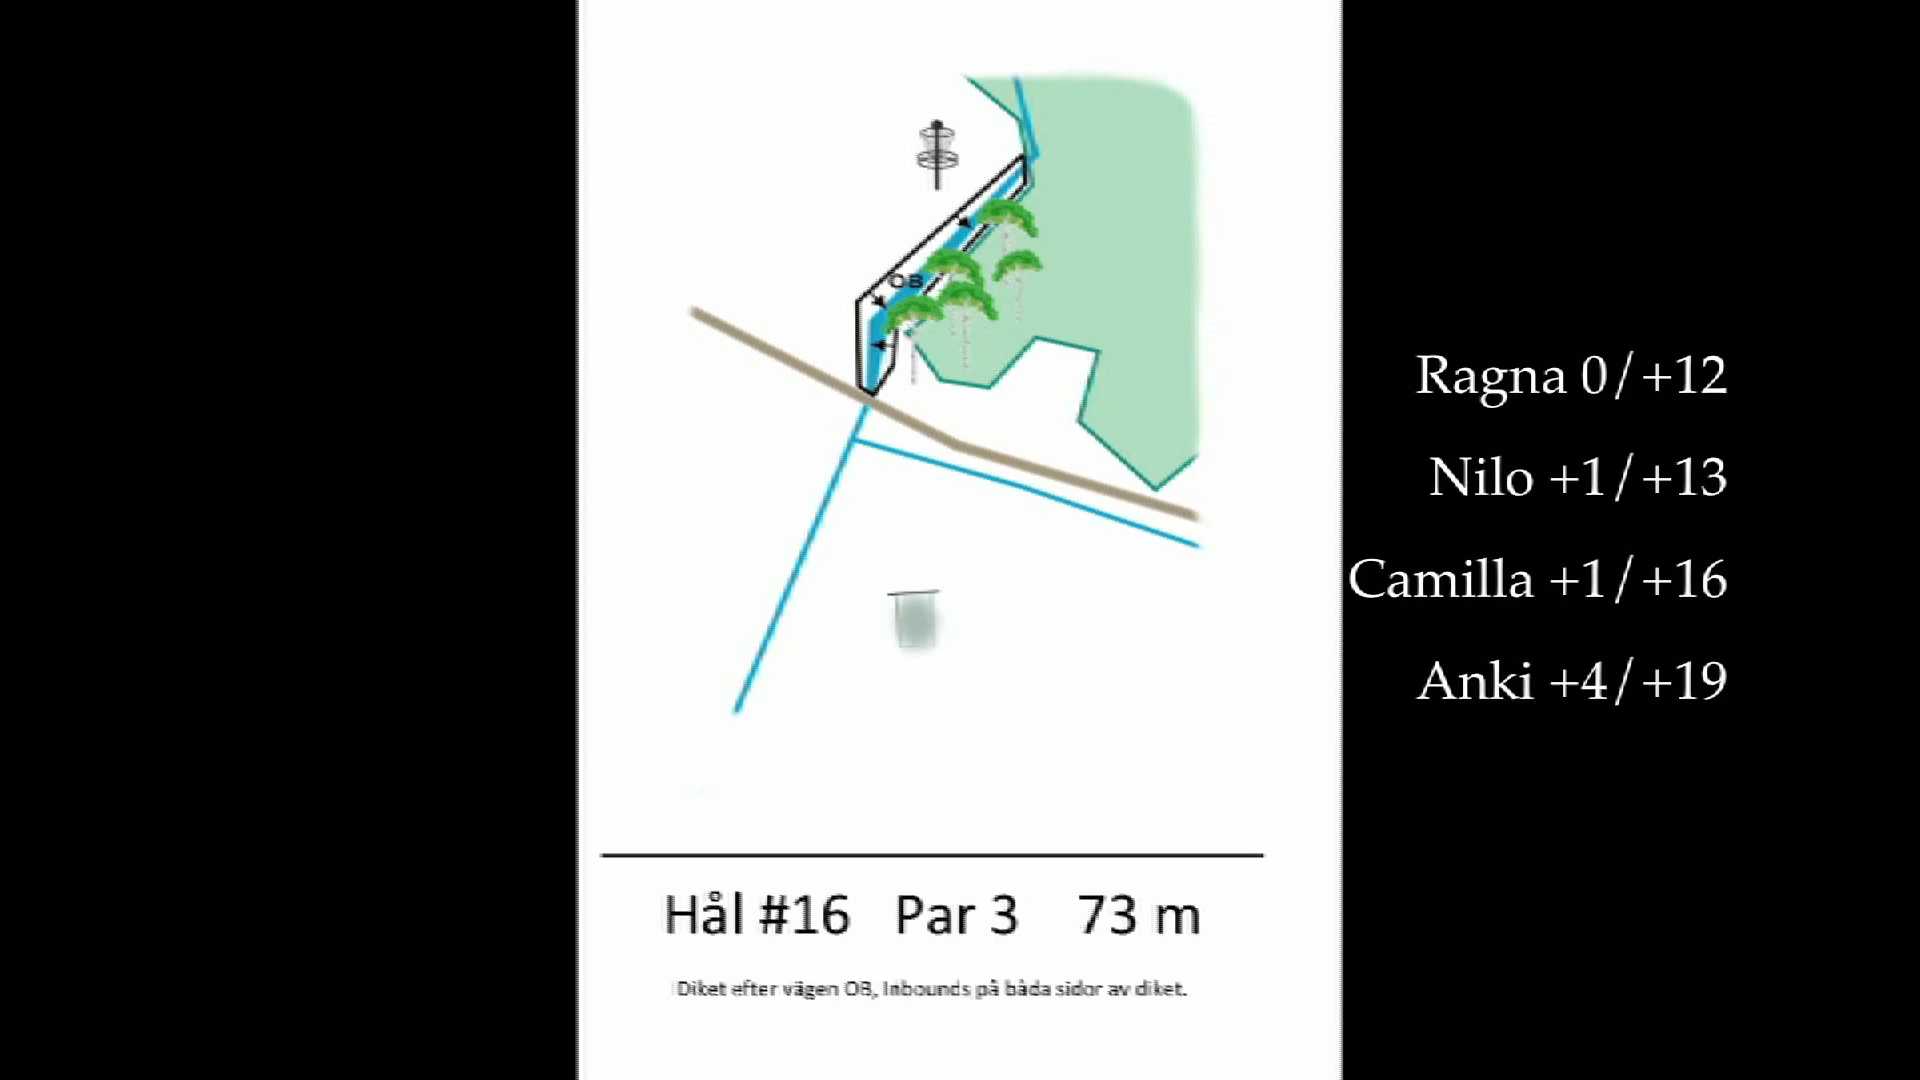 OB
Ragna 0/+12
Nilo +1/+13
Camilla +1/+16
Anki +4/+19
Hål #16 Par 3 73 m
Diket efter vägen OB, Inbounds på båda sidor av diket.